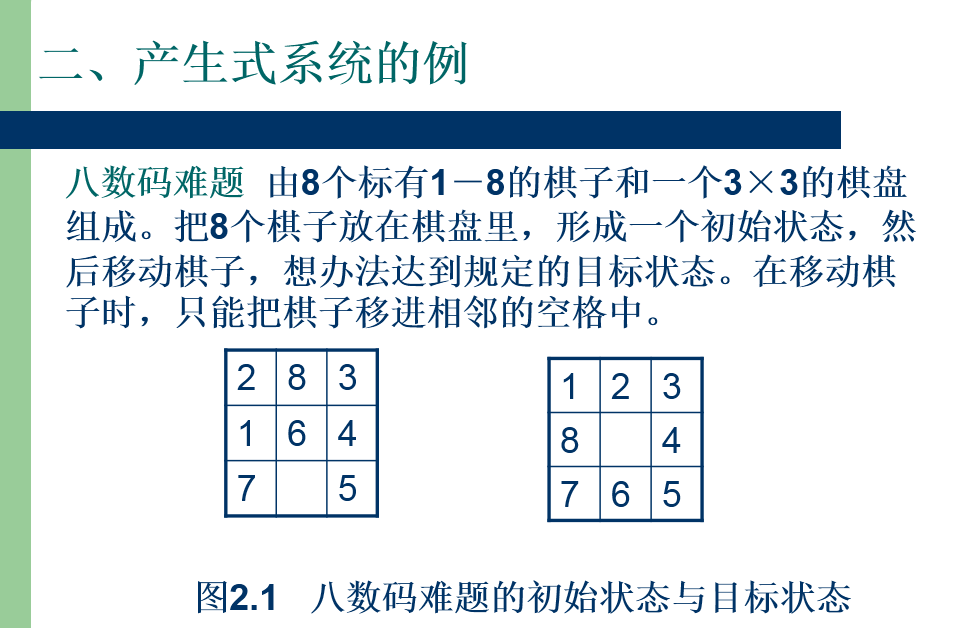 二、产生式系统的例
八数码难题 由8个标有1－8的棋子和一个3×3的棋盘
组成。把8个棋子放在棋盘里，形成一个初始状态，然
后移动棋子，想办法达到规定的目标状态。在移动棋
子时，只能把棋子移进相邻的空格中。
2 8 3
1 6 4
7 5
1 2 3
8 4
7 6 5
图2.1 八数码难题的初始状态与目标状态